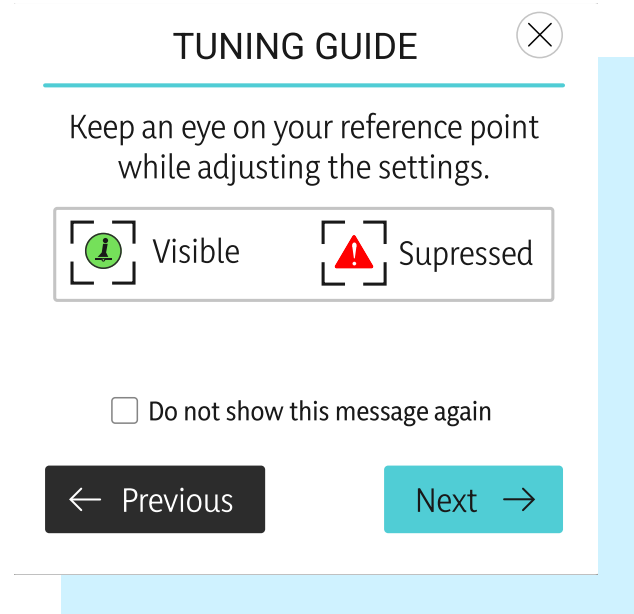 TUNING GUIDE
Keep an eye on your reference point
while adjusting the settings.
Visible
Supressed
Do not show this message again
Previous
Next